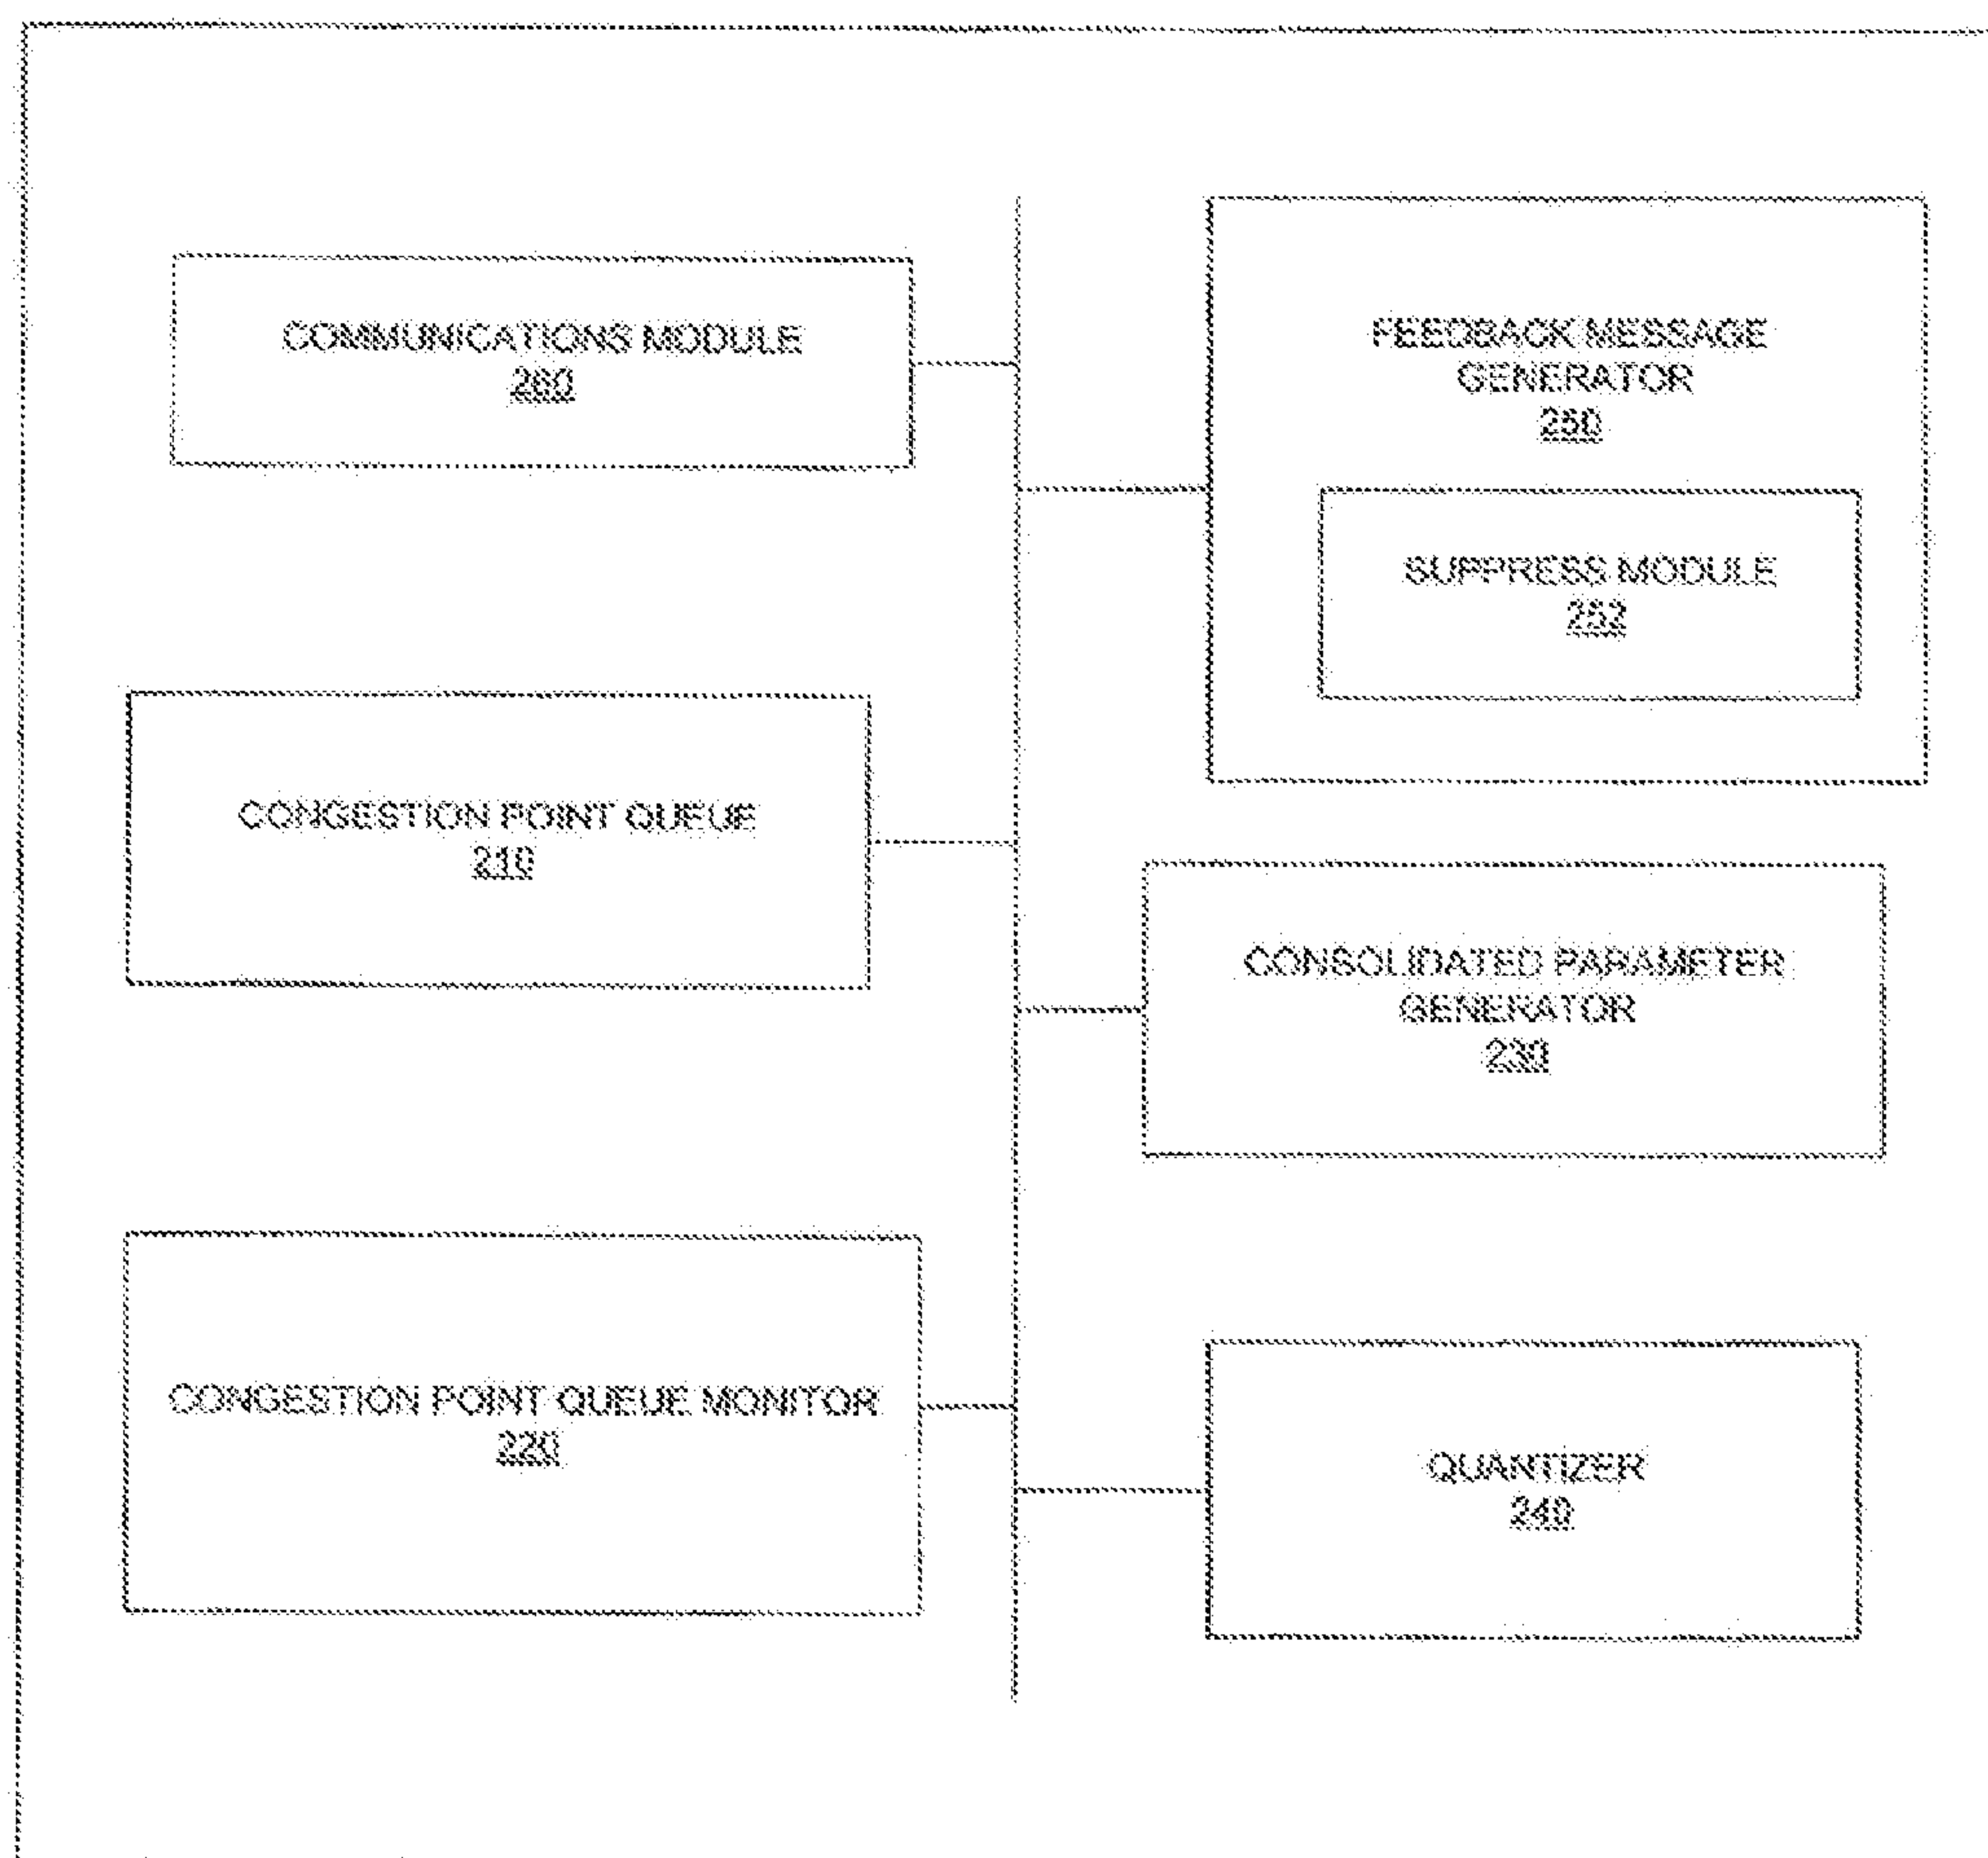 COMMUNICATIONS MODULE
260
FEEDBACK MESSAGE
GENERATOR
250
SUPPRESS MODULE
252
CONGESTION POINT QUEUE
210
CONSOLIDATED PARAMETER
GENERATOR
230
CONGESTION POINT QUEUE MONITOR
220
QUANTIZER
240